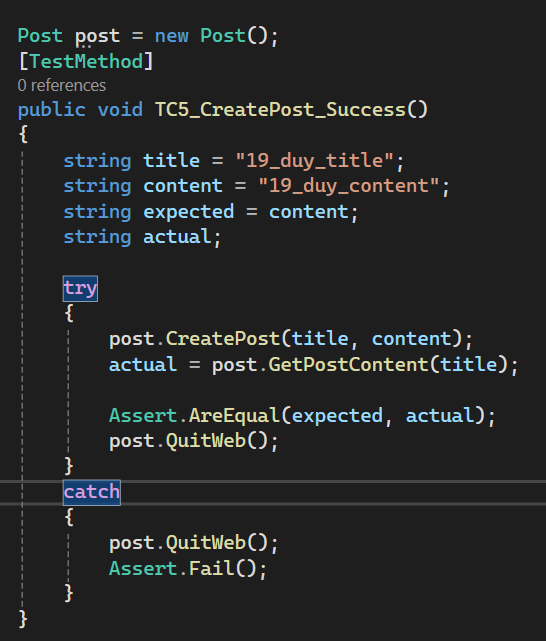 Post post = new Post();
[TestMethod]
0 references
public void TC5_CreatePost_Success()
{
string title = "19_duy_title";
string content = "19_duy_content";
string expected = content;
string actual;
try
{
post.CreatePost(title, content);
actual = post.GetPostContent(title);
Assert.AreEqual(expected, actual);
post.QuitWeb();
}
catch
{
post.QuitWeb();
Assert.Fail();
}
}